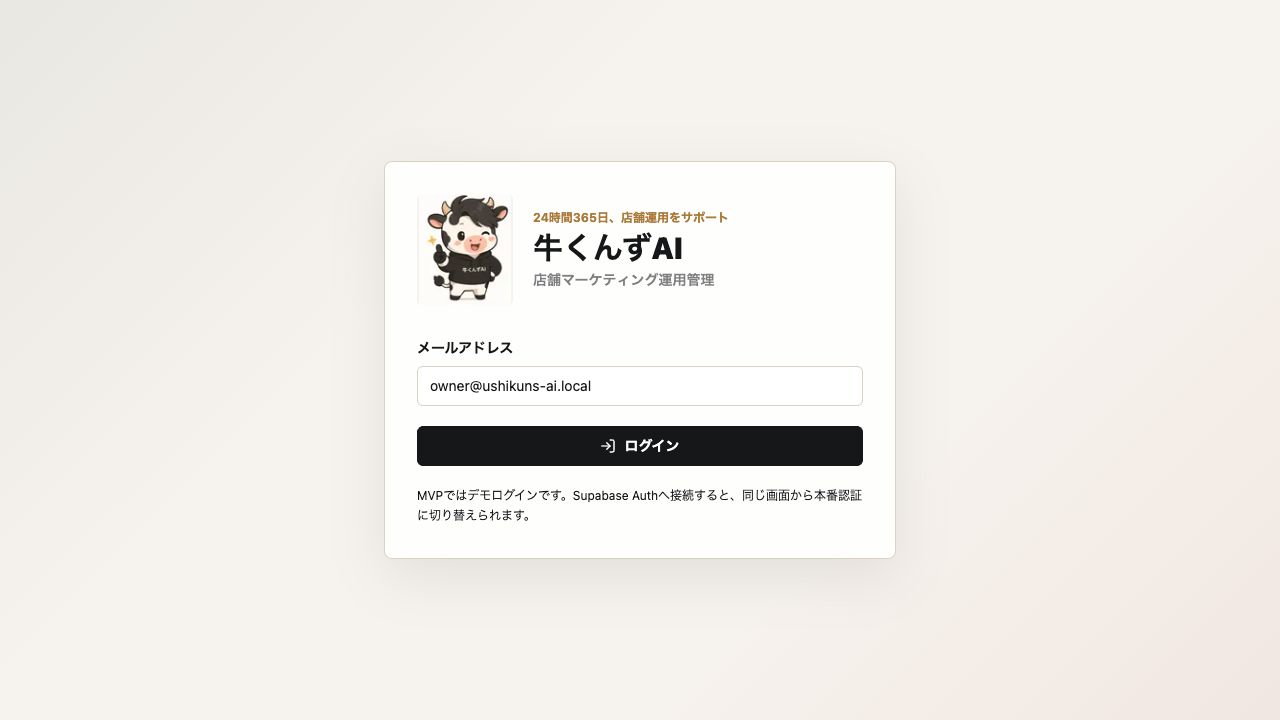 24時間365日、店舗運用をサポート
牛くんずAI
店舗マーケティング運用管理
牛くんずAI
メールアドレス
owner@ushikuns-ai.local
ログイン
MVPではデモログインです。Supabase Authへ接続すると、同じ画面から本番認証
に切り替えられます。